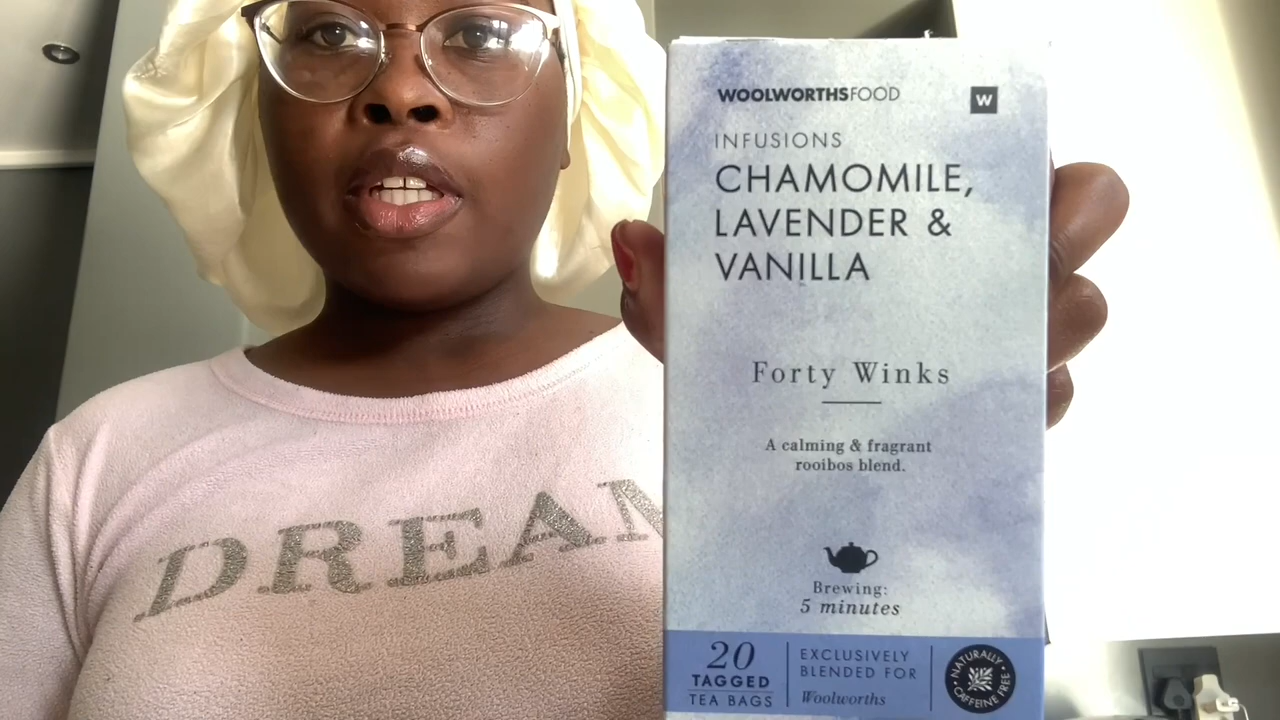 WOOLWORTHSFOOD
W
INFUSIONS
CHAMOMILE,
LAVENDER &
VANILLA
Forty Winks
A calming & fragrant
rooibos blend.
Brewing:
5 minutes
20
TAGGED
TEA BAGS
EXCLUSIVELY
BLENDED FOR
Woolworths
NATURALLY
CAFFEINE FREE
DREAM